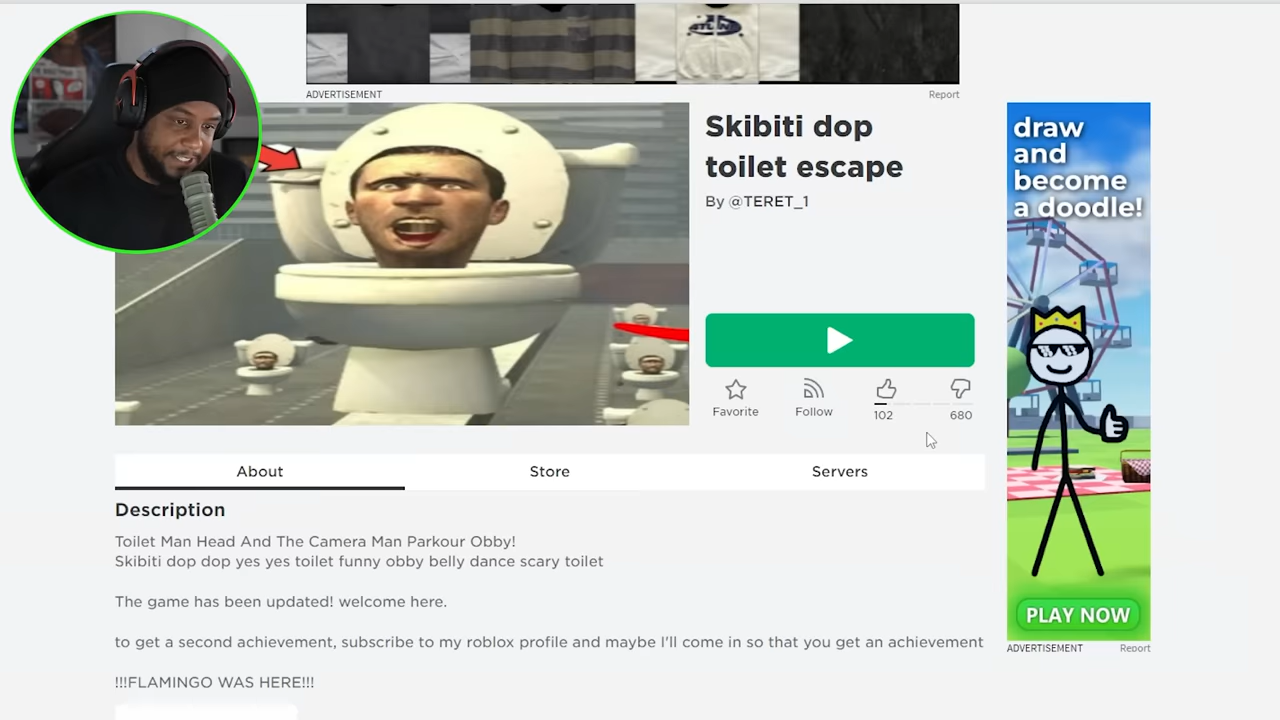 ADVERTISEMENT
Report
Skibiti dop
toilet escape
By @TERET_1
Favorite
Follow
102
680
About
Store
Servers
Description
Toilet Man Head And The Camera Man Parkour Obby!
Skibiti dop dop yes yes toilet funny obby belly dance scary toilet
The game has been updated! welcome here.
to get a second achievement, subscribe to my roblox profile and maybe I'll come in so that you get an achievement
!!!FLAMINGO WAS HERE!!!
draw
and
become
a doodle!
PLAY NOW
ADVERTISEMENT
Report